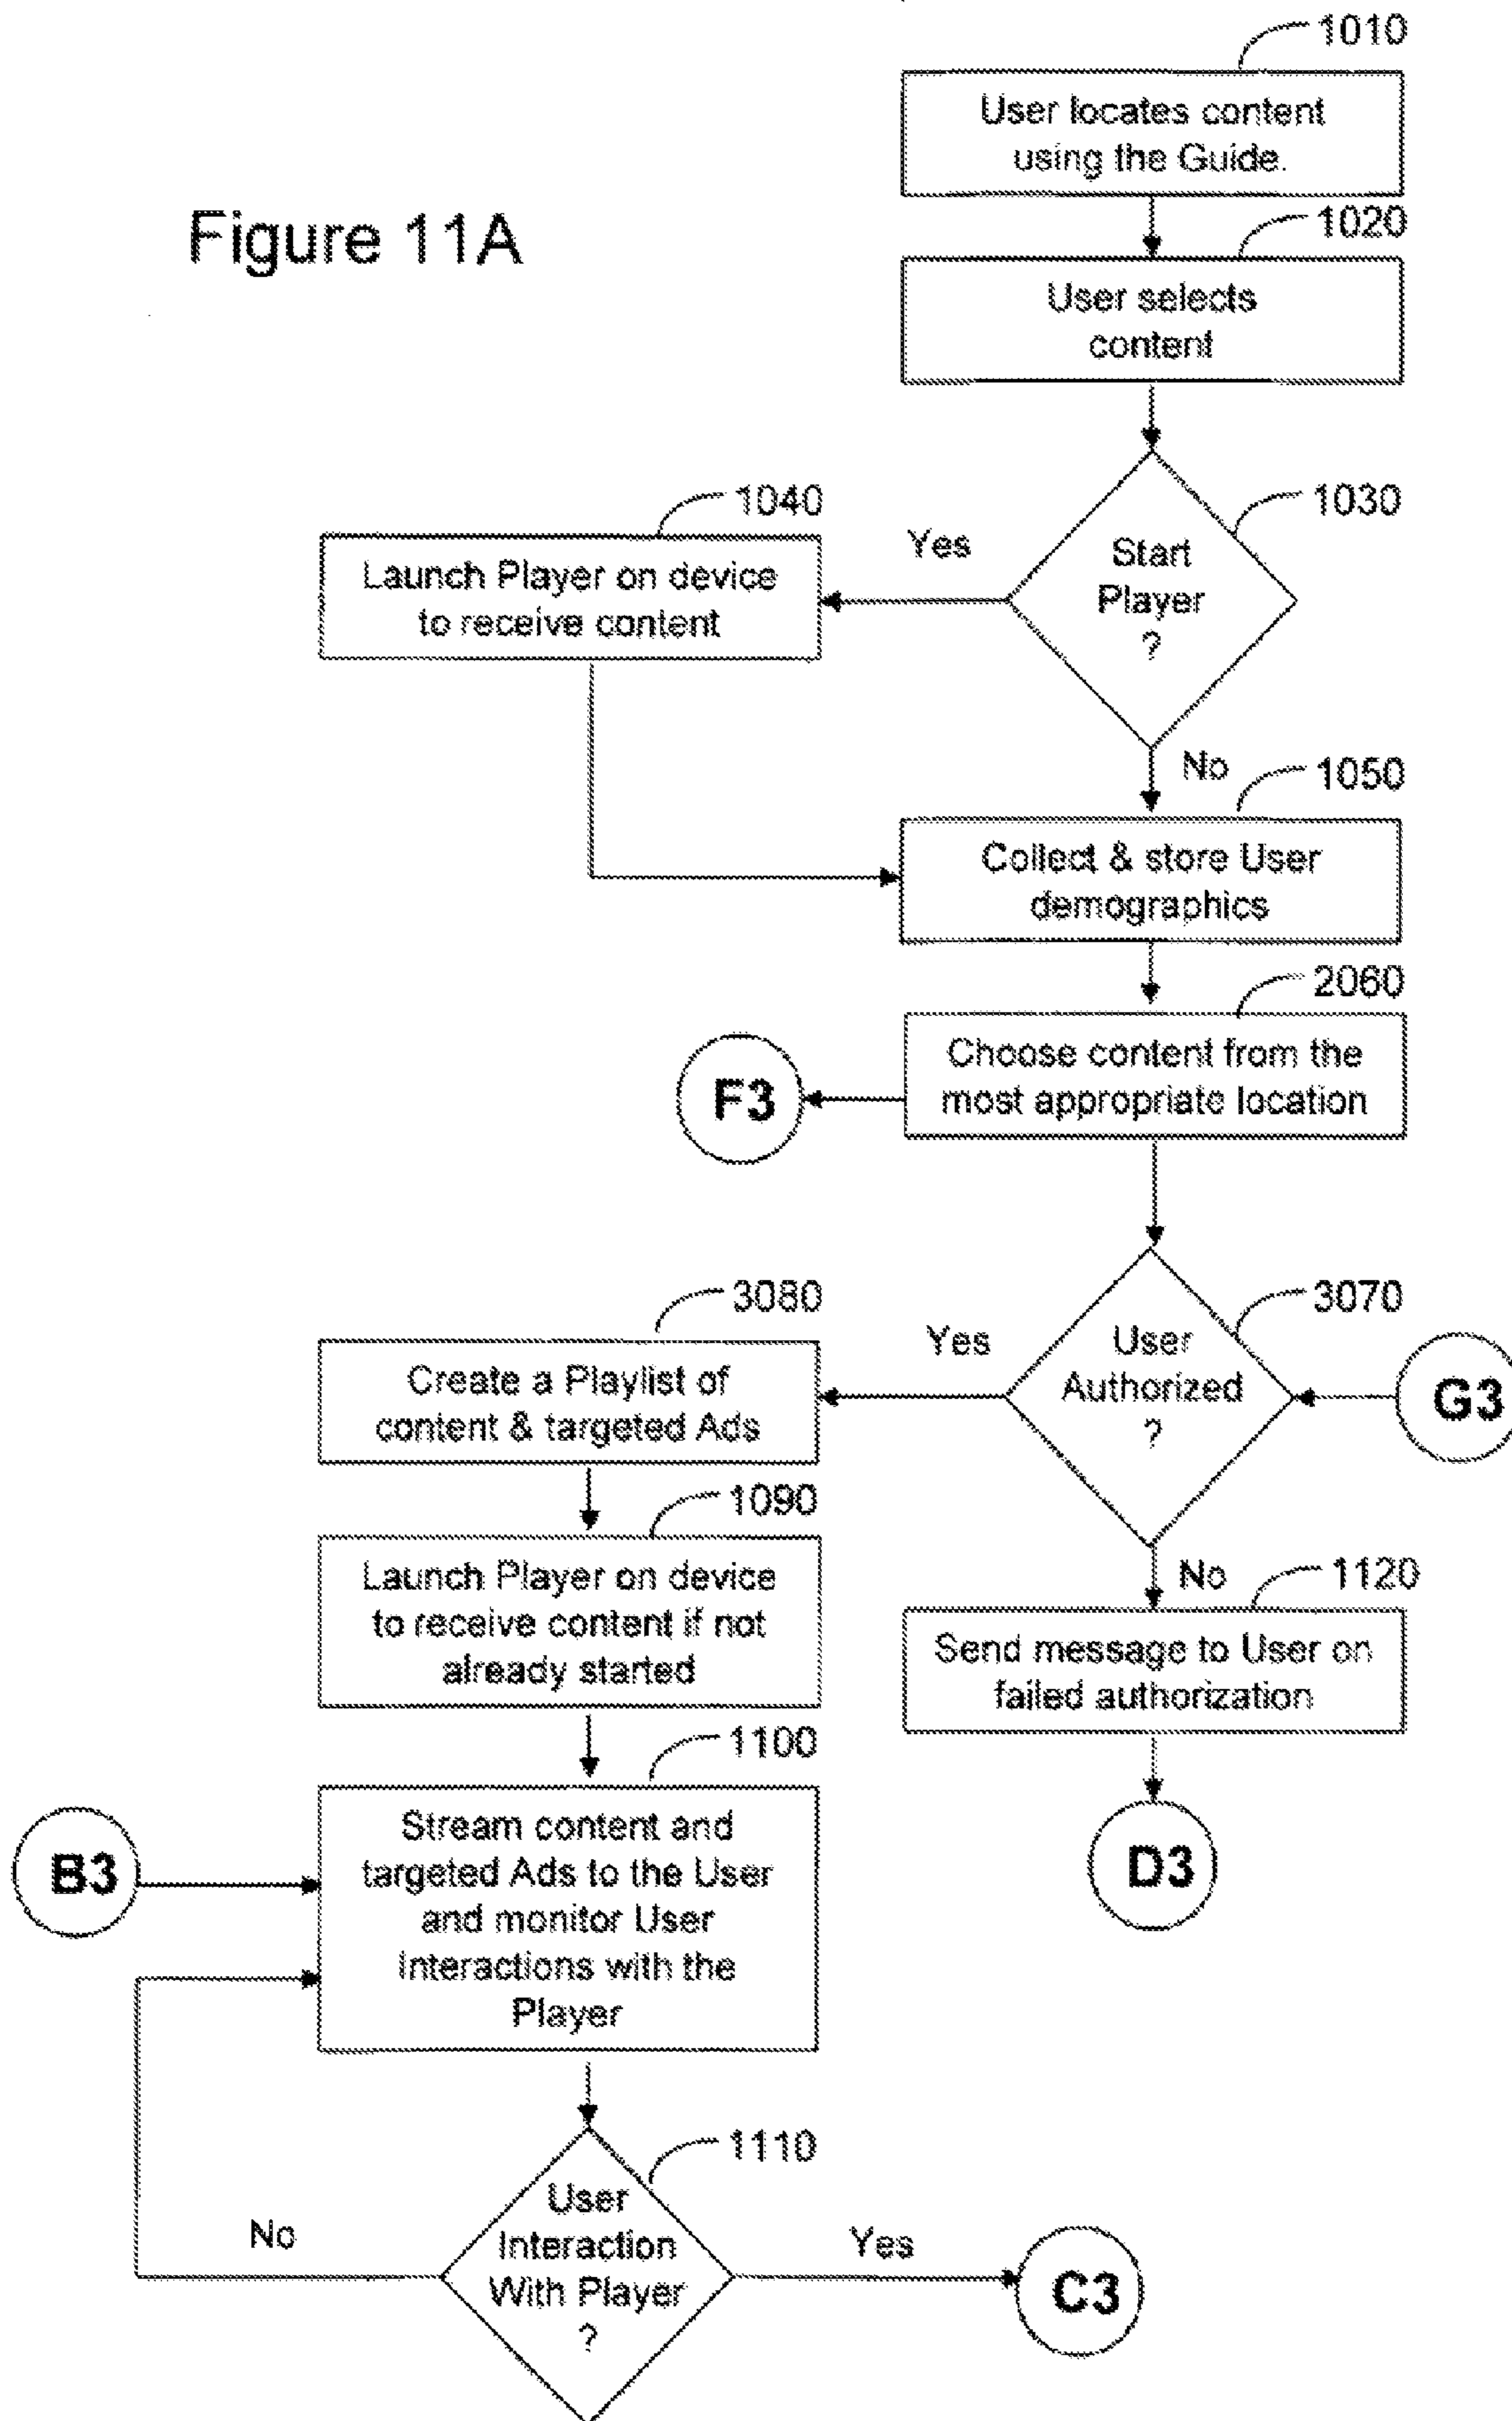 1010
User locates content
using the Guide.
Figure 11A
1020
User selects
content
1040
1030
Launch Player on device
to receive content
Yes
Start
Player
?
No
1050
Collect & store User
demographics
2060
Choose content from the
most appropriate location
F3
3080
3070
Create a Playlist of
content & targeted Ads
Yes
User
Authorized
?
G3
1090
Launch Player on device
to receive content if not
already started
No
1120
Send message to User on
failed authorization
1100
B3
Stream content and
targeted Ads to the User
and monitor User
Interactions with the
Player
D3
1110
No
User
Interaction
With Player
?
Yes
C3